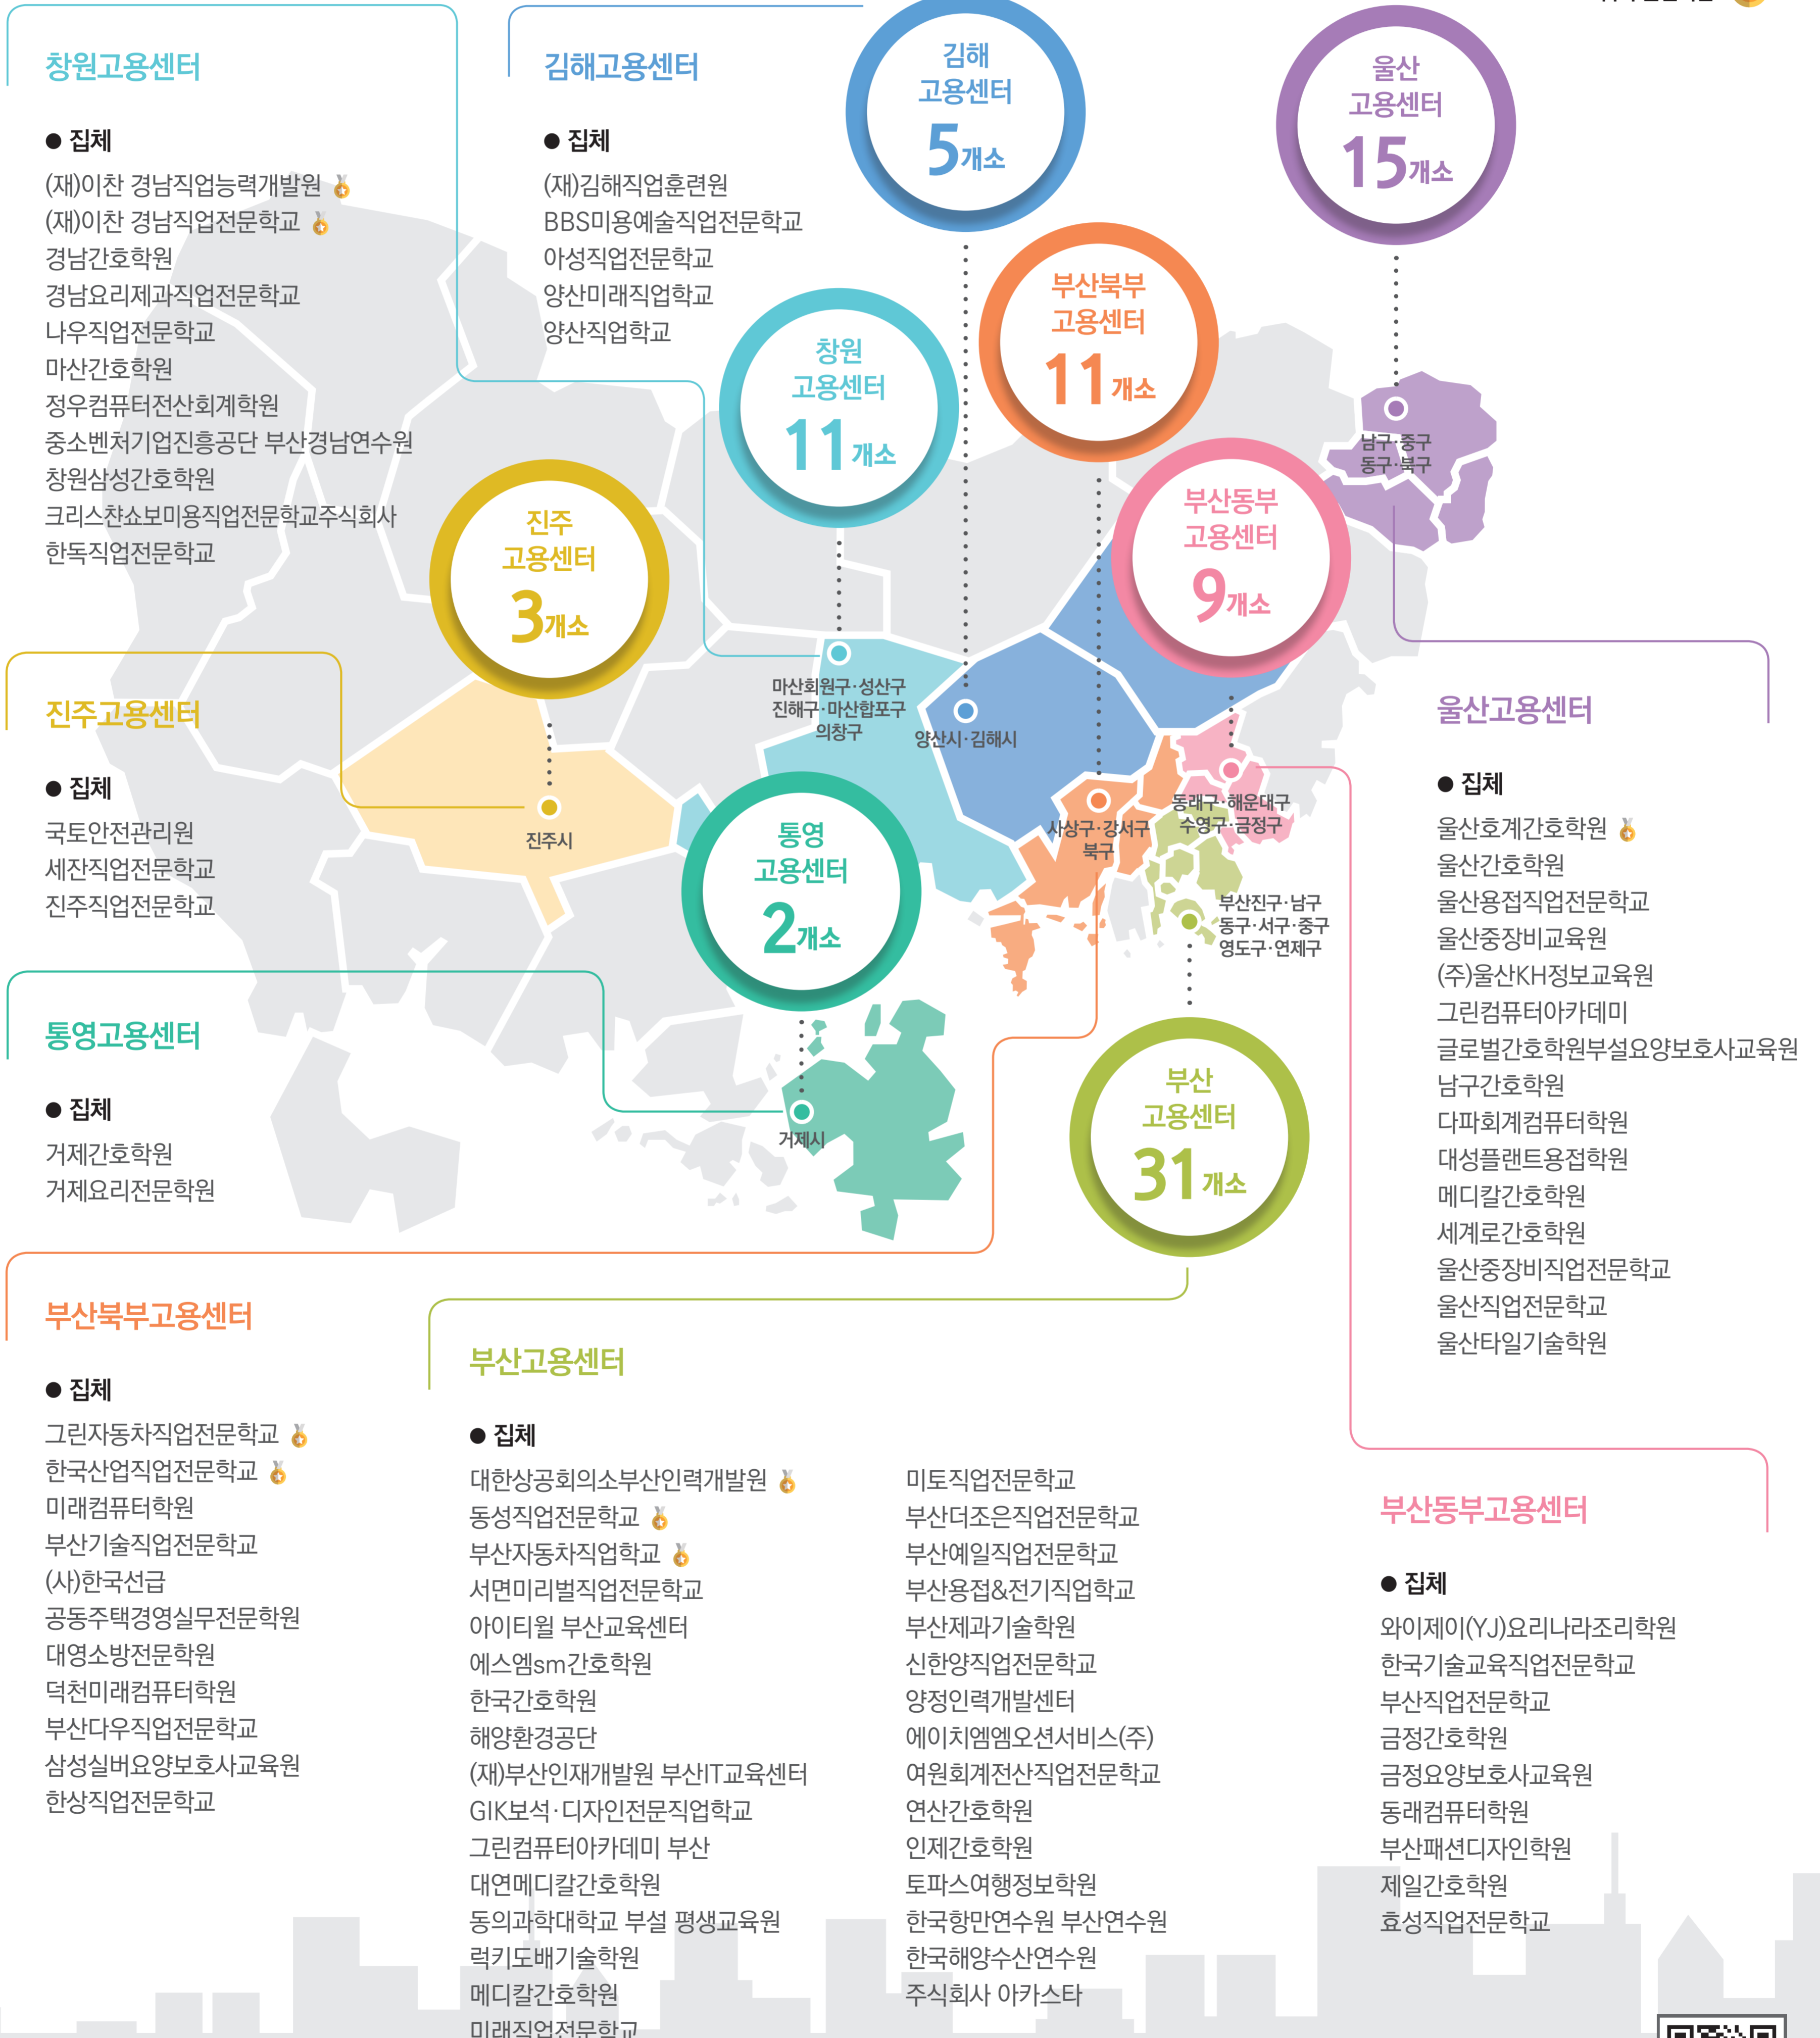 창원고용센터
● 집체
(재)이찬 경남직업능력개발원
(재)이찬 경남직업전문학교
경남간호학원
경남요리제과직업전문학교
나우직업전문학교
마산간호학원
정우컴퓨터전산회계학원
중소벤처기업진흥공단 부산경남연수원
창원삼성간호학원
크리스챤쇼보미용직업전문학교주식회사
한독직업전문학교
김해고용센터
● 집체
(재)김해직업훈련원
BBS미용예술직업전문학교
아성직업전문학교
양산미래직업학교
양산직업학교
김해
고용센터
5개소
울산
고용센터
15개소
부산북부
고용센터
11개소
창원
고용센터
11개소
진주
고용센터
3개소
부산동부
고용센터
9개소
통영
고용센터
2개소
부산
고용센터
31개소
남구·중구
동구·북구
마산회원구·성산구
진해구·마산합포구
의창구
양산시·김해시
진주시
사상구·강서구
북구
동래구·해운대구
수영구·금정구
부산진구·남구
동구·서구·중구
영도구·연제구
거제시
진주고용센터
● 집체
국토안전관리원
세잔직업전문학교
진주직업전문학교
통영고용센터
● 집체
거제간호학원
거제요리전문학원
울산고용센터
● 집체
울산호계간호학원
울산간호학원
울산용접직업전문학교
울산중장비교육원
(주)울산KH정보교육원
그린컴퓨터아카데미
글로벌간호학원부설요양보호사교육원
남구간호학원
다파회계컴퓨터학원
대성플랜트용접학원
메디칼간호학원
세계로간호학원
울산중장비직업전문학교
울산직업전문학교
울산타일기술학원
부산북부고용센터
● 집체
그린자동차직업전문학교
한국산업직업전문학교
미래컴퓨터학원
부산기술직업전문학교
(사)한국선급
공동주택경영실무전문학원
대영소방전문학원
덕천미래컴퓨터학원
부산다우직업전문학교
삼성실버요양보호사교육원
한상직업전문학교
부산고용센터
● 집체
대한상공회의소부산인력개발원
동성직업전문학교
부산자동차직업학교
서면미리벌직업전문학교
아이티윌 부산교육센터
에스엠sm간호학원
한국간호학원
해양환경공단
(재)부산인재개발원 부산IT교육센터
GIK보석·디자인전문직업학교
그린컴퓨터아카데미 부산
대연메디칼간호학원
동의과학대학교 부설 평생교육원
럭키도배기술학원
메디칼간호학원
미래직업전문학교
미토직업전문학교
부산더조은직업전문학교
부산예일직업전문학교
부산용접&전기직업학교
부산제과기술학원
신한양직업전문학교
양정인력개발센터
에이치엠엠오션서비스(주)
여원회계전산직업전문학교
연산간호학원
인제간호학원
토파스여행정보학원
한국항만연수원 부산연수원
한국해양수산연수원
주식회사 아카스타
부산동부고용센터
● 집체
와이제이(YJ)요리나라조리학원
한국기술교육직업전문학교
부산직업전문학교
금정간호학원
금정요양보호사교육원
동래컴퓨터학원
부산패션디자인학원
제일간호학원
효성직업전문학교